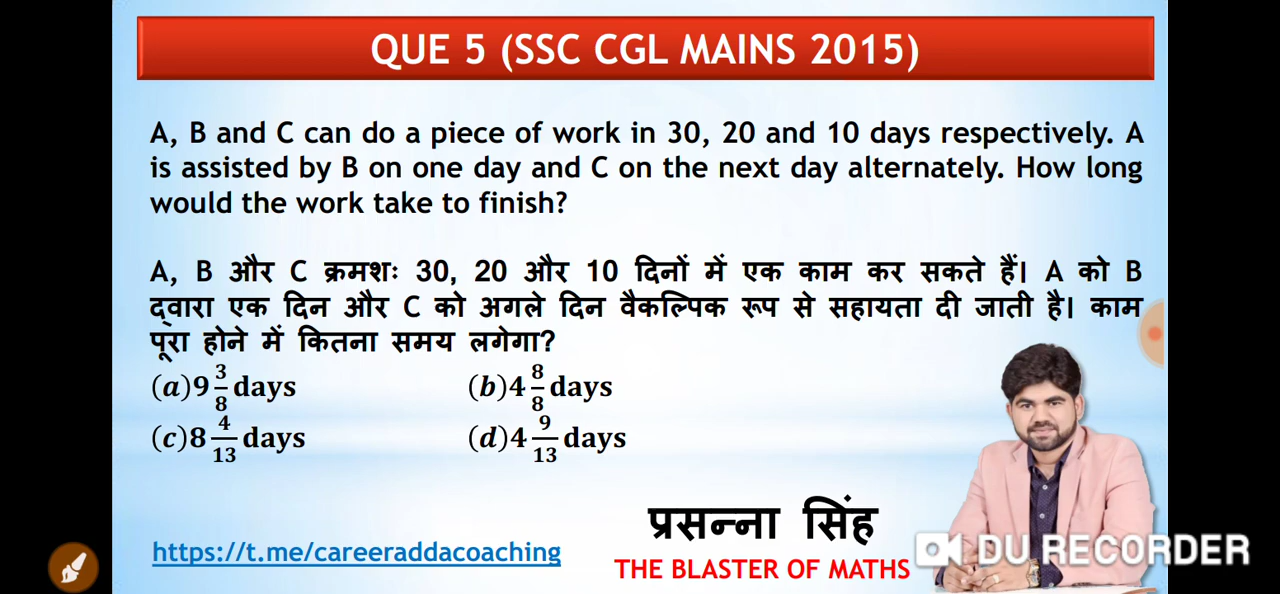 QUE 5 (SSC CGL MAINS 2015)
A, B and C can do a piece of work in 30, 20 and 10 days respectively. A
is assisted by B on one day and C on the next day alternately. How long
would the work take to finish?
A, B और C क्रमशः 30, 20 और 10 दिनों में एक काम कर सकते हैं। A को B
द्वारा एक दिन और C को अगले दिन वैकल्पिक रूप से सहायता दी जाती है। काम
पूरा होने में कितना समय लगेगा?
(a) 9 3/8 days (b) 4 8/8 days
(c) 8 4/13 days (d) 4 9/13 days
प्रसन्ना सिंह
https://t.me/careeraddacoaching
THE BLASTER OF MATHS
DU RECORDER